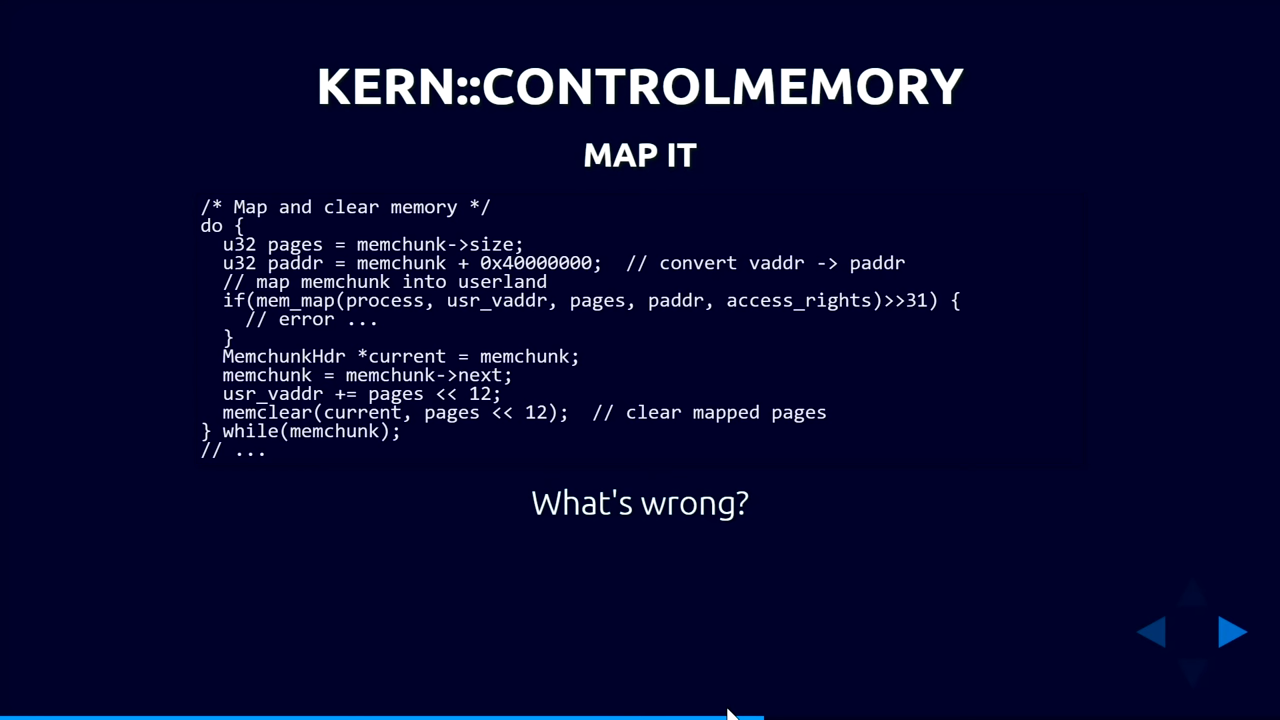 KERN::CONTROLMEMORY
MAP IT
/* Map and clear memory */
do {
  u32 pages = memchunk->size;
  u32 paddr = memchunk + 0x40000000;  // convert vaddr -> paddr
  // map memchunk into userland
  if(mem_map(process, usr_vaddr, pages, paddr, access_rights)>>31) {
    // error ...
  }
  MemchunkHdr *current = memchunk;
  memchunk = memchunk->next;
  usr_vaddr += pages << 12;
  memclear(current, pages << 12);  // clear mapped pages
} while(memchunk);
// ...
What's wrong?